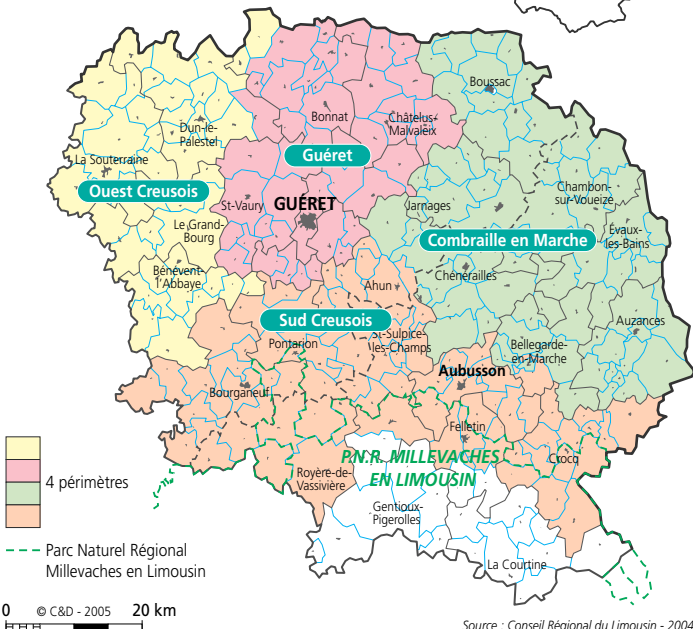 Boussac
Bonnat
Châtelus-
Malvaleix
Dun-le-
Palestel
Guéret
La Souterraine
Ouest Creusois
Chambon-
sur-Voueize
St-Vaury
GUÉRET
Jarnages
Le Grand-
Bourg
Combraille en Marche
Evaux-
les-Bains
Bénévent-
l'Abbaye
Chénérailles
Ahun
Sud Creusois
Auzances
St-Sulpice-
les-Champs
Pontarion
Bellegarde-
en-Marche
Aubusson
Bourganeuf
Felletin
P.N.R. MILLEVACHES
EN LIMOUSIN
Crocq
Royère-de-
Vassivière
4 périmètres
Gentioux-
Pigerolles
Parc Naturel Régional
Millevaches en Limousin
La Courtine
0 © C&D - 2005 20 km
Source : Conseil Régional du Limousin - 2004